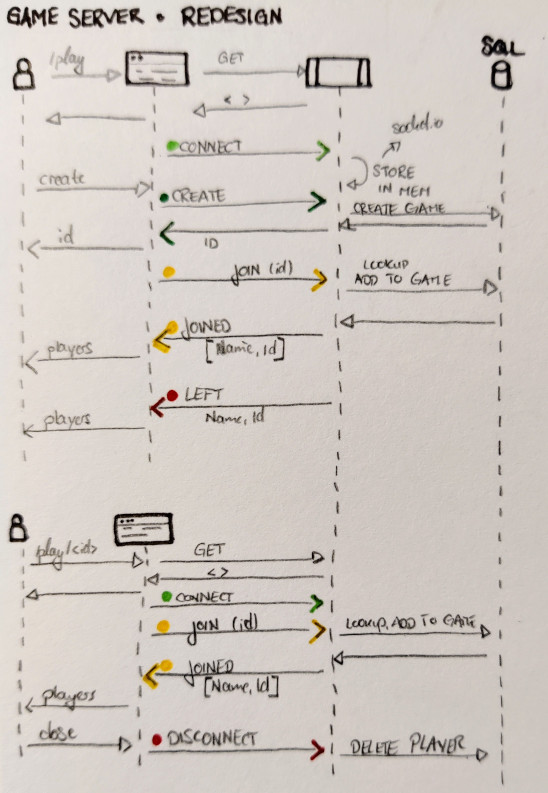 GAME SERVER • REDESIGN
SQL
/play
GET
< >
CONNECT
socket.io
STORE
IN MEM
create
CREATE
CREATE GAME
id
ID
JOIN (id)
LOOKUP
ADD TO GAME
JOINED
[Name, Id]
players
LEFT
Name, Id
players
/play/<id>
GET
< >
CONNECT
JOIN (id)
LOOKUP, ADD TO GATE
JOINED
[Name, Id]
players
close
DISCONNECT
DELETE PLAYER